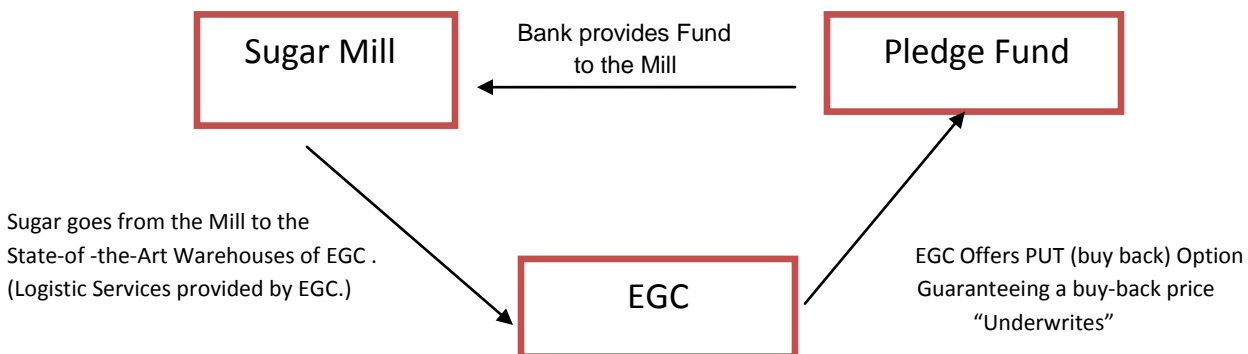 Sugar Mill
Bank provides Fund
to the Mill
Pledge Fund
Sugar goes from the Mill to the
State-of -the-Art Warehouses of EGC .
(Logistic Services provided by EGC.)
EGC
EGC Offers PUT (buy back) Option
Guaranteeing a buy-back price
“Underwrites”